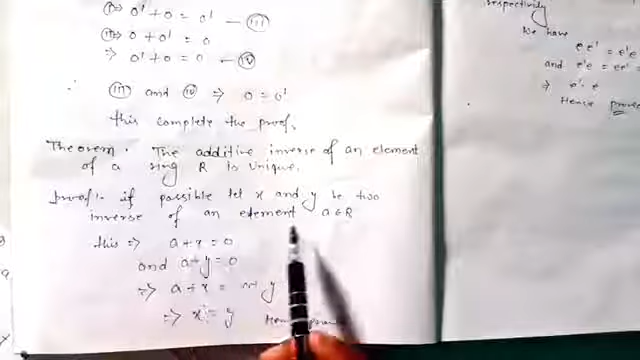 (i) ⇒ 0' + 0 = 0' — (iii)
(ii) ⇒ 0 + 0' = 0
⇒ 0' + 0 = 0 — (iv)
∴ (iii) and (iv) ⇒ 0 = 0'
this complete the proof,
Theorem. The additive inverse of an element
of a ring R is unique.
Proof:- if possible let x and y be two
inverse of an element a ∈ R
this ⇒ a + x = 0
and a + y = 0
⇒ a + x = a + y
⇒ x = y
respectively
We have
e e' = e'
and e'e = ee' =
⇒ e' = e
Hence prove